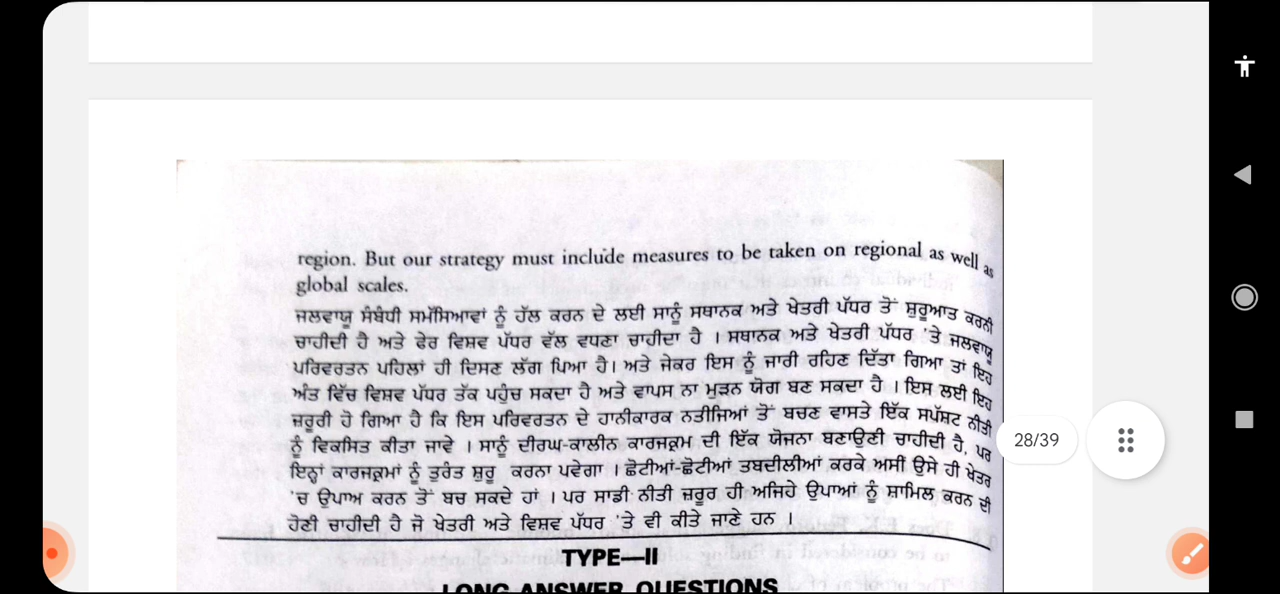 region. But our strategy must include measures to be taken on regional as well as
global scales.
ਜਲਵਾਯੂ ਸੰਬੰਧੀ ਸਮੱਸਿਆਵਾਂ ਨੂੰ ਹੱਲ ਕਰਨ ਦੇ ਲਈ ਸਾਨੂੰ ਸਥਾਨਕ ਅਤੇ ਖੇਤਰੀ ਪੱਧਰ ਤੋਂ ਸ਼ੁਰੂਆਤ ਕਰਨੀ
ਚਾਹੀਦੀ ਹੈ ਅਤੇ ਫੇਰ ਵਿਸ਼ਵ ਪੱਧਰ ਵੱਲ ਵਧਣਾ ਚਾਹੀਦਾ ਹੈ । ਸਥਾਨਕ ਅਤੇ ਖੇਤਰੀ ਪੱਧਰ 'ਤੇ ਜਲਵਾਯੂ
ਪਰਿਵਰਤਨ ਪਹਿਲਾਂ ਹੀ ਦਿਸਣ ਲੱਗ ਪਿਆ ਹੈ। ਅਤੇ ਜੇਕਰ ਇਸ ਨੂੰ ਜਾਰੀ ਰਹਿਣ ਦਿੱਤਾ ਗਿਆ ਤਾਂ ਇਹ
ਅੰਤ ਵਿੱਚ ਵਿਸ਼ਵ ਪੱਧਰ ਤੱਕ ਪਹੁੰਚ ਸਕਦਾ ਹੈ ਅਤੇ ਵਾਪਸ ਨਾ ਮੁੜਨ ਯੋਗ ਬਣ ਸਕਦਾ ਹੈ । ਇਸ ਲਈ ਇਹ
ਜ਼ਰੂਰੀ ਹੋ ਗਿਆ ਹੈ ਕਿ ਇਸ ਪਰਿਵਰਤਨ ਦੇ ਹਾਨੀਕਾਰਕ ਨਤੀਜਿਆਂ ਤੋਂ ਬਚਣ ਵਾਸਤੇ ਇੱਕ ਸਪੱਸ਼ਟ ਨੀਤੀ
ਨੂੰ ਵਿਕਸਿਤ ਕੀਤਾ ਜਾਵੇ । ਸਾਨੂੰ ਦੀਰਘ-ਕਾਲੀਨ ਕਾਰਜਕ੍ਰਮ ਦੀ ਇੱਕ ਯੋਜਨਾ ਬਣਾਉਣੀ ਚਾਹੀਦੀ ਹੈ, ਪਰ
ਇਨ੍ਹਾਂ ਕਾਰਜਕ੍ਰਮਾਂ ਨੂੰ ਤੁਰੰਤ ਸ਼ੁਰੂ ਕਰਨਾ ਪਵੇਗਾ । ਛੋਟੀਆਂ-ਛੋਟੀਆਂ ਤਬਦੀਲੀਆਂ ਕਰਕੇ ਅਸੀਂ ਉਸੇ ਹੀ ਖੇਤਰ
'ਚ ਉਪਾਅ ਕਰਨ ਤੋਂ ਬਚ ਸਕਦੇ ਹਾਂ । ਪਰ ਸਾਡੀ ਨੀਤੀ ਜ਼ਰੂਰ ਹੀ ਅਜਿਹੇ ਉਪਾਆਂ ਨੂੰ ਸ਼ਾਮਿਲ ਕਰਨ ਦੀ
ਹੋਣੀ ਚਾਹੀਦੀ ਹੈ ਜੋ ਖੇਤਰੀ ਅਤੇ ਵਿਸ਼ਵ ਪੱਧਰ 'ਤੇ ਵੀ ਕੀਤੇ ਜਾਣੇ ਹਨ ।
28/39
TYPE—II
LONG ANSWER QUESTIONS